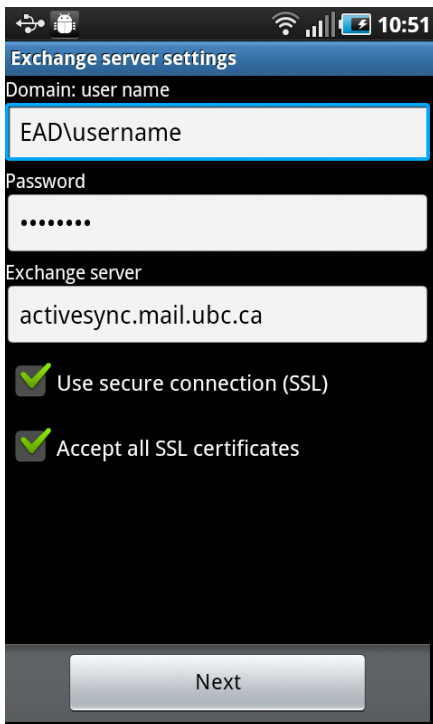 10:51
Exchange server settings
Domain: user name
EAD\username
Password
••••••••
Exchange server
activesync.mail.ubc.ca
Use secure connection (SSL)
Accept all SSL certificates
Next